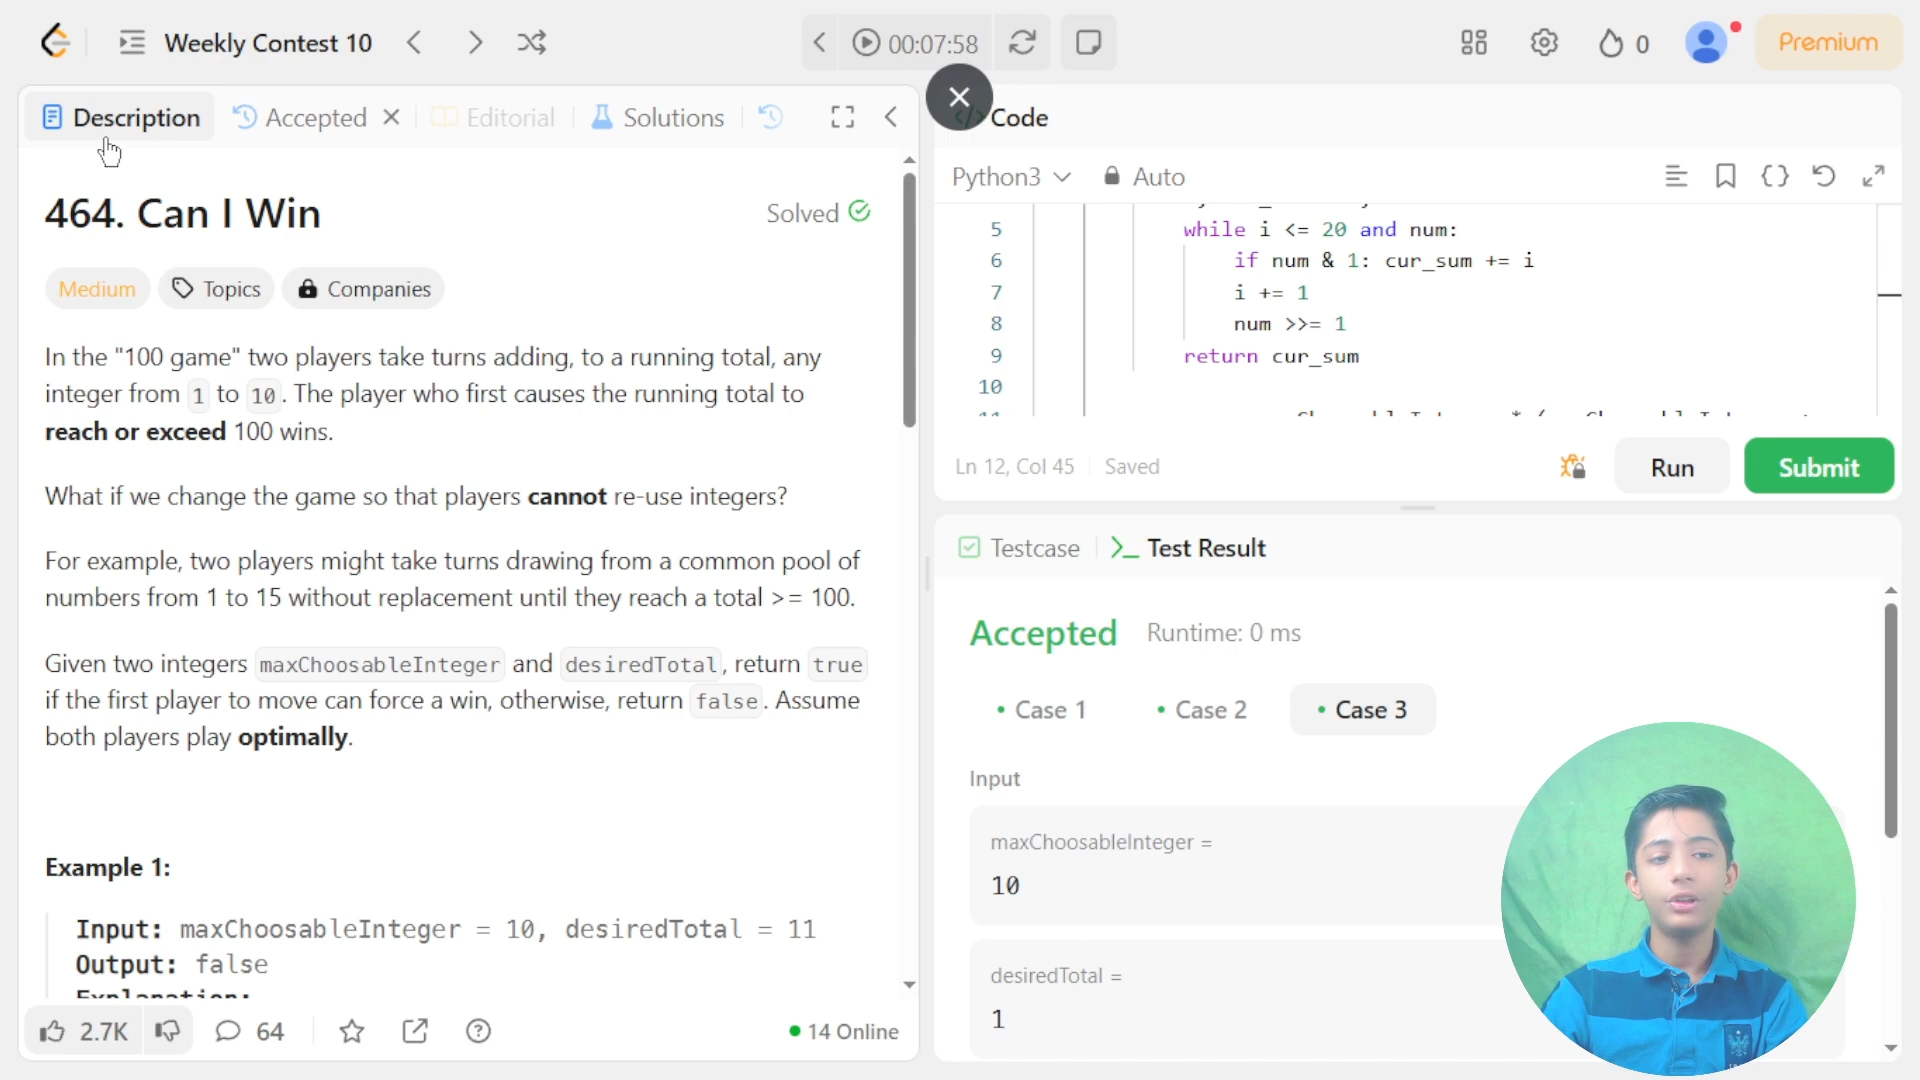 Weekly Contest 10
00:07:58
0
Premium
Description
Accepted
Editorial
Solutions
464. Can I Win
Solved
Medium
Topics
Companies
In the "100 game" two players take turns adding, to a running total, any
integer from 1 to 10. The player who first causes the running total to
reach or exceed 100 wins.
What if we change the game so that players cannot re-use integers?
For example, two players might take turns drawing from a common pool of
numbers from 1 to 15 without replacement until they reach a total >= 100.
Given two integers maxChoosableInteger and desiredTotal, return true
if the first player to move can force a win, otherwise, return false. Assume
both players play optimally.
Example 1:
Input: maxChoosableInteger = 10, desiredTotal = 11
Output: false
Explanation:
2.7K
64
14 Online
Code
Python3
Auto
5 while i <= 20 and num:
6 if num & 1: cur_sum += i
7 i += 1
8 num >>= 1
9 return cur_sum
10
Ln 12, Col 45
Saved
Run
Submit
Testcase
Test Result
Accepted
Runtime: 0 ms
Case 1
Case 2
Case 3
Input
maxChoosableInteger =
10
desiredTotal =
1